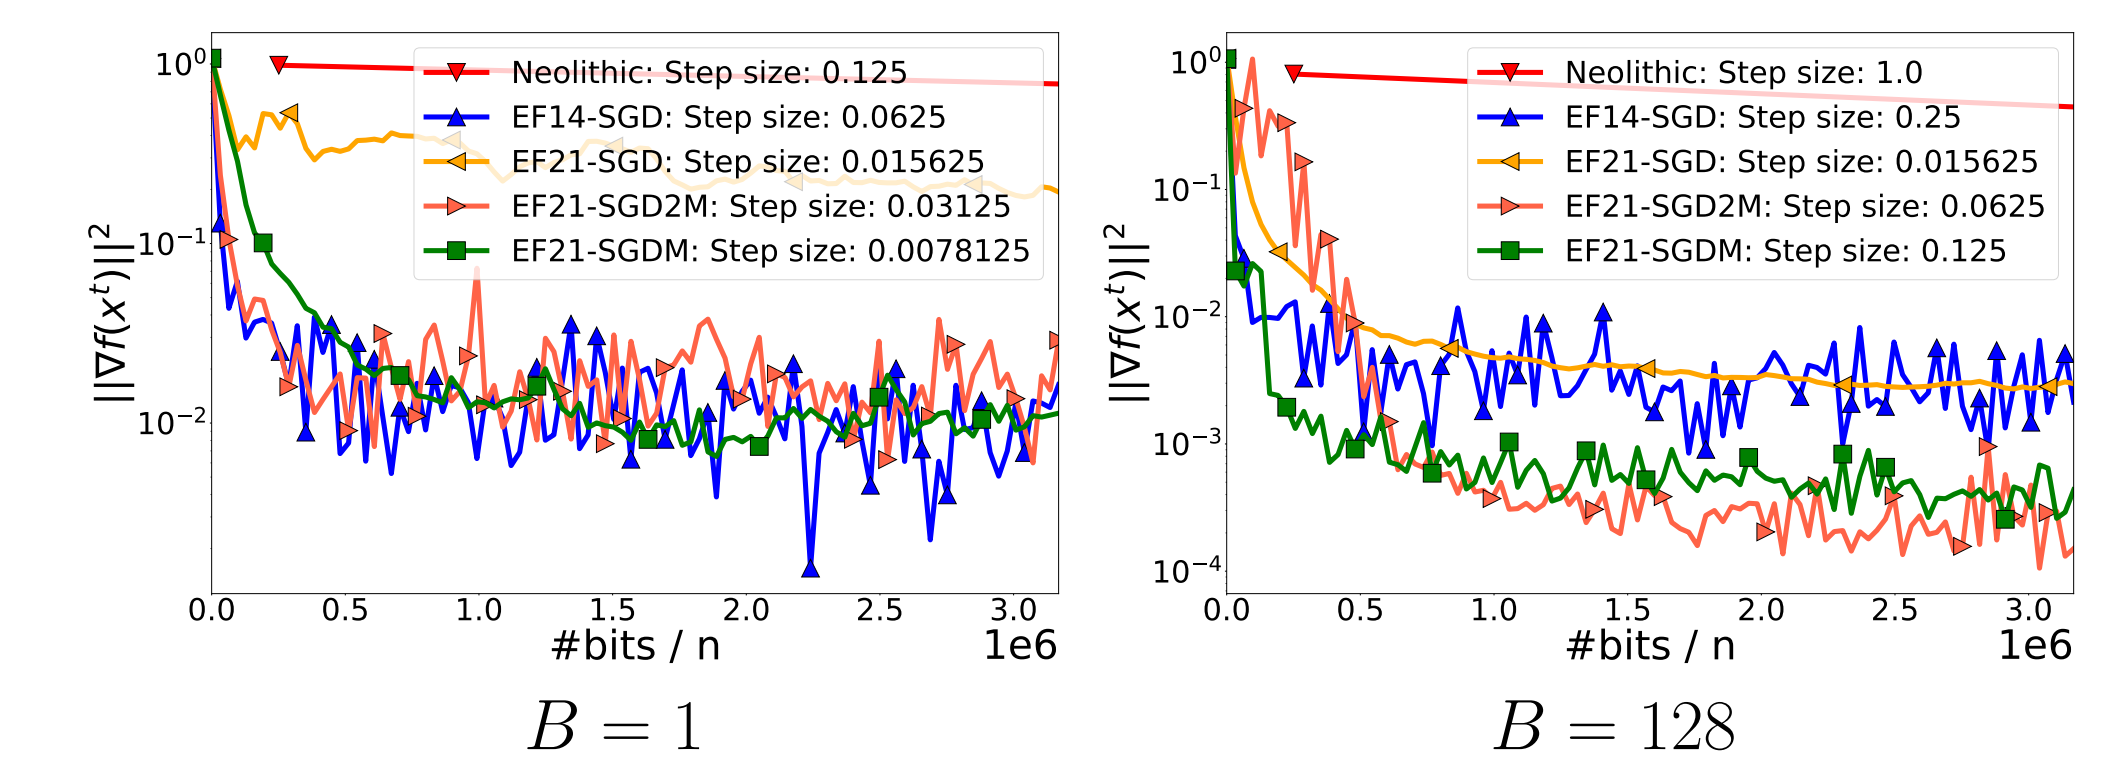 ||∇f(x^t)||^2
10^0
10^-1
10^-2
Neolithic: Step size: 0.125
EF14-SGD: Step size: 0.0625
EF21-SGD: Step size: 0.015625
EF21-SGD2M: Step size: 0.03125
EF21-SGDM: Step size: 0.0078125
0.0 0.5 1.0 1.5 2.0 2.5 3.0
#bits / n 1e6
B = 1
||∇f(x^t)||^2
10^0
10^-1
10^-2
10^-3
10^-4
Neolithic: Step size: 1.0
EF14-SGD: Step size: 0.25
EF21-SGD: Step size: 0.015625
EF21-SGD2M: Step size: 0.0625
EF21-SGDM: Step size: 0.125
0.0 0.5 1.0 1.5 2.0 2.5 3.0
#bits / n 1e6
B = 128